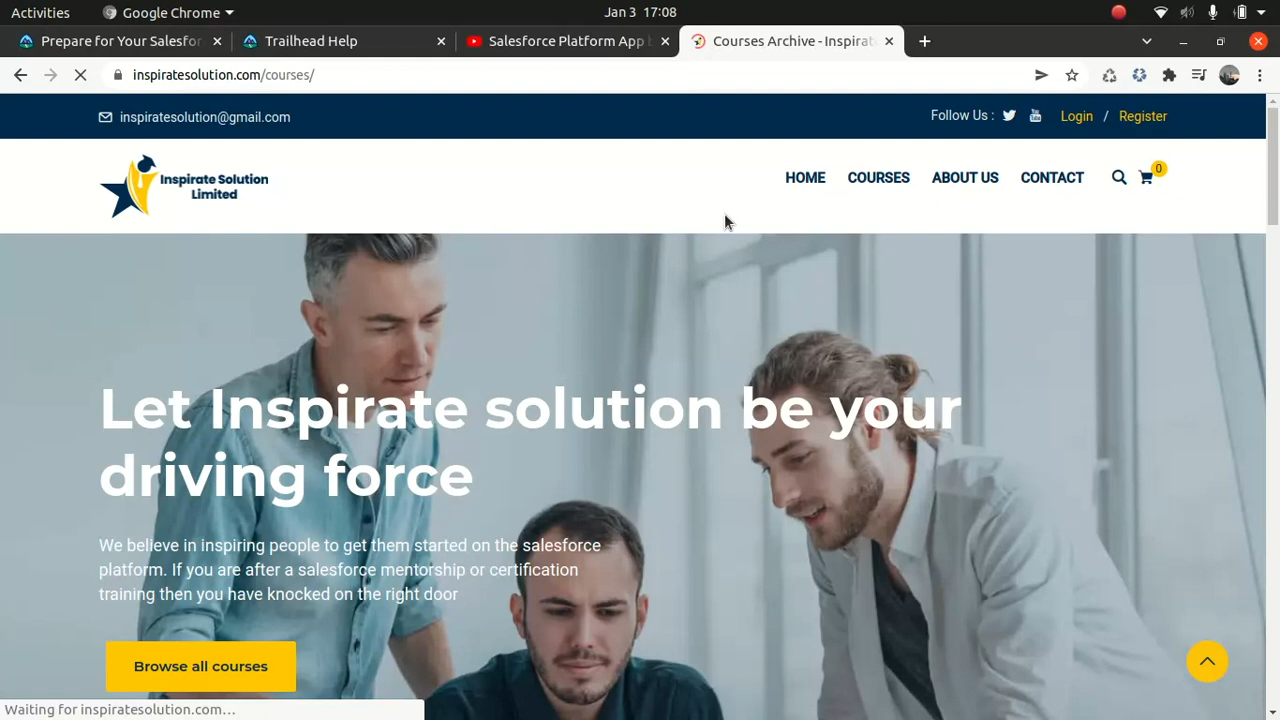 Activities
Google Chrome
Jan 3 17:08
Prepare for Your Salesfor
Trailhead Help
Salesforce Platform App b
Courses Archive - Inspirat
inspiratesolution.com/courses/
inspiratesolution@gmail.com
Follow Us :
Login / Register
Inspirate Solution
Limited
HOME
COURSES
ABOUT US
CONTACT
0
Let Inspirate solution be your
driving force
We believe in inspiring people to get them started on the salesforce
platform. If you are after a salesforce mentorship or certification
training then you have knocked on the right door
Browse all courses
Waiting for inspiratesolution.com...